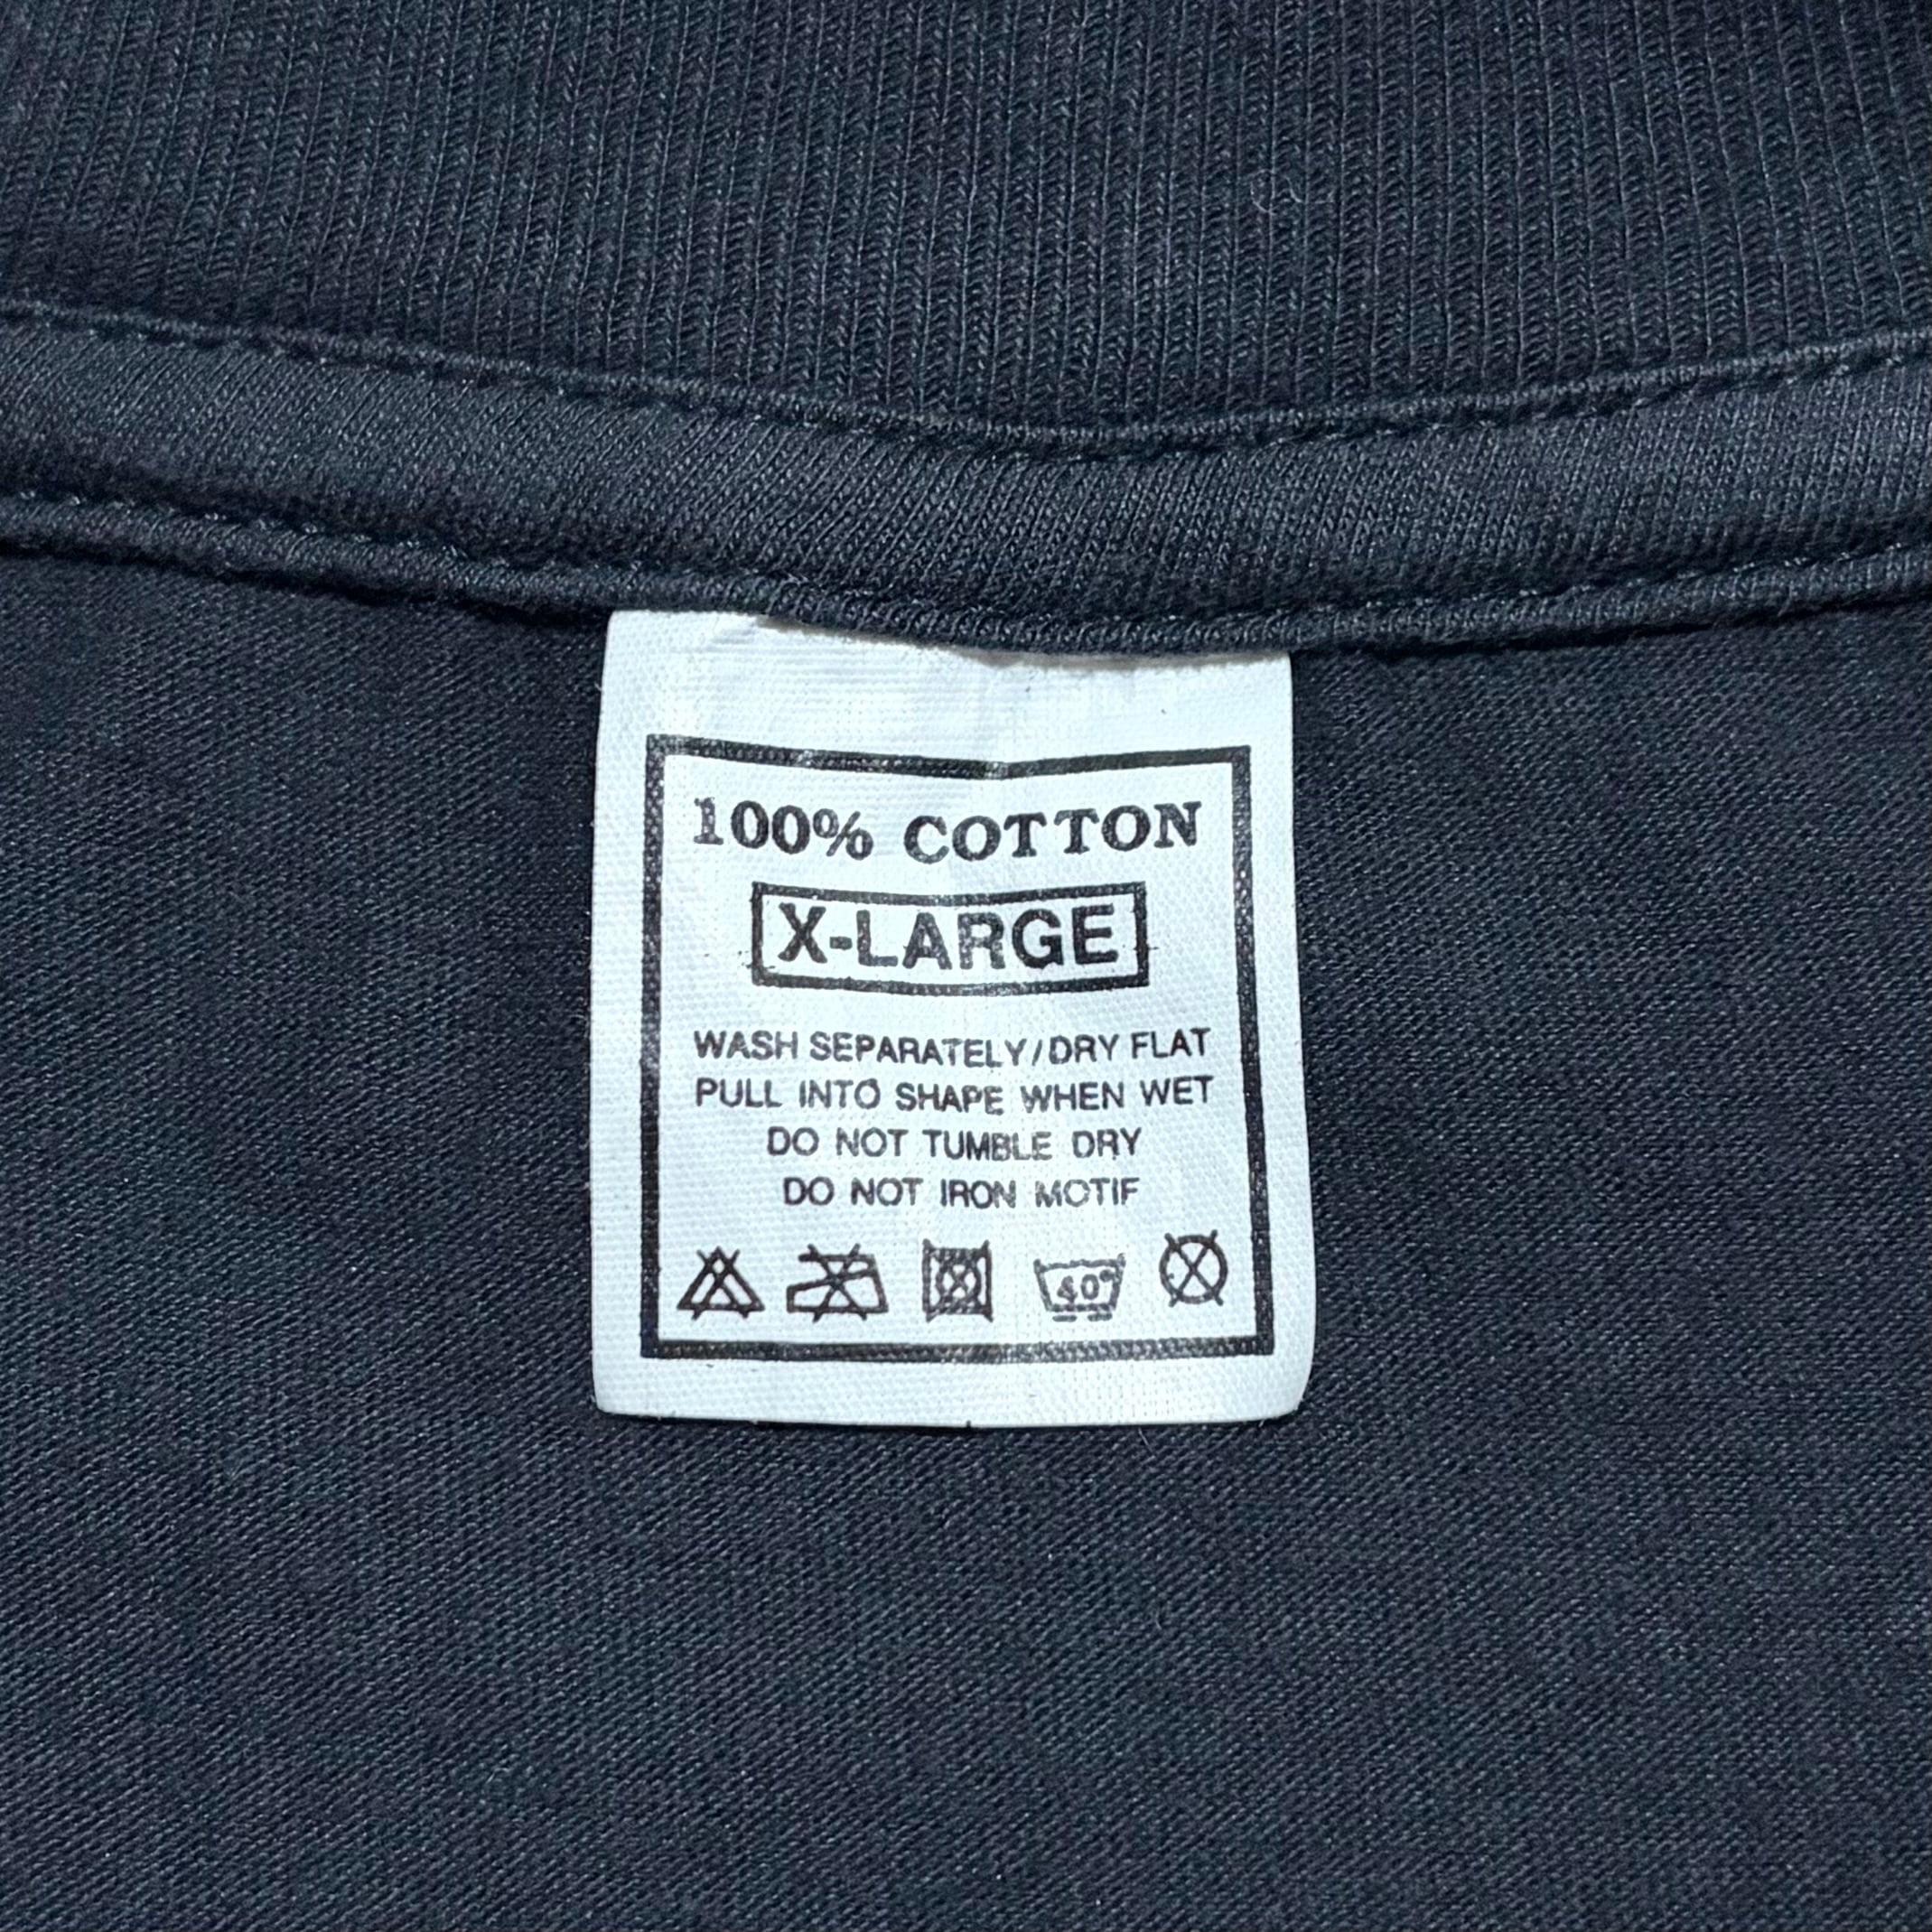 100% COTTON
X-LARGE
WASH SEPARATELY/DRY FLAT
PULL INTO SHAPE WHEN WET
DO NOT TUMBLE DRY
DO NOT IRON MOTIF
40°